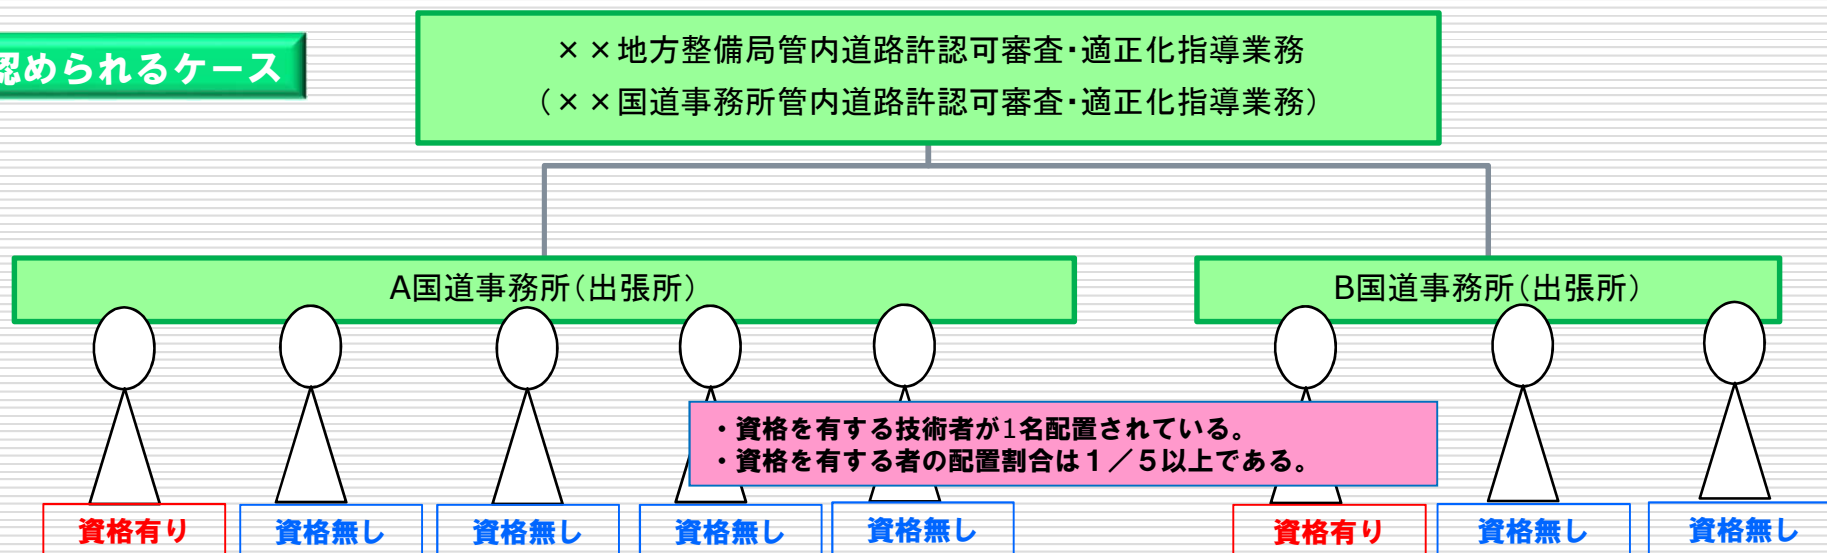 認められるケース
××地方整備局管内道路許認可審査・適正化指導業務
（××国道事務所管内道路許認可審査・適正化指導業務）
A国道事務所（出張所）
B国道事務所（出張所）
・資格を有する技術者が1名配置されている。
・資格を有する者の配置割合は１／５以上である。
資格有り
資格無し
資格無し
資格無し
資格無し
資格有り
資格無し
資格無し